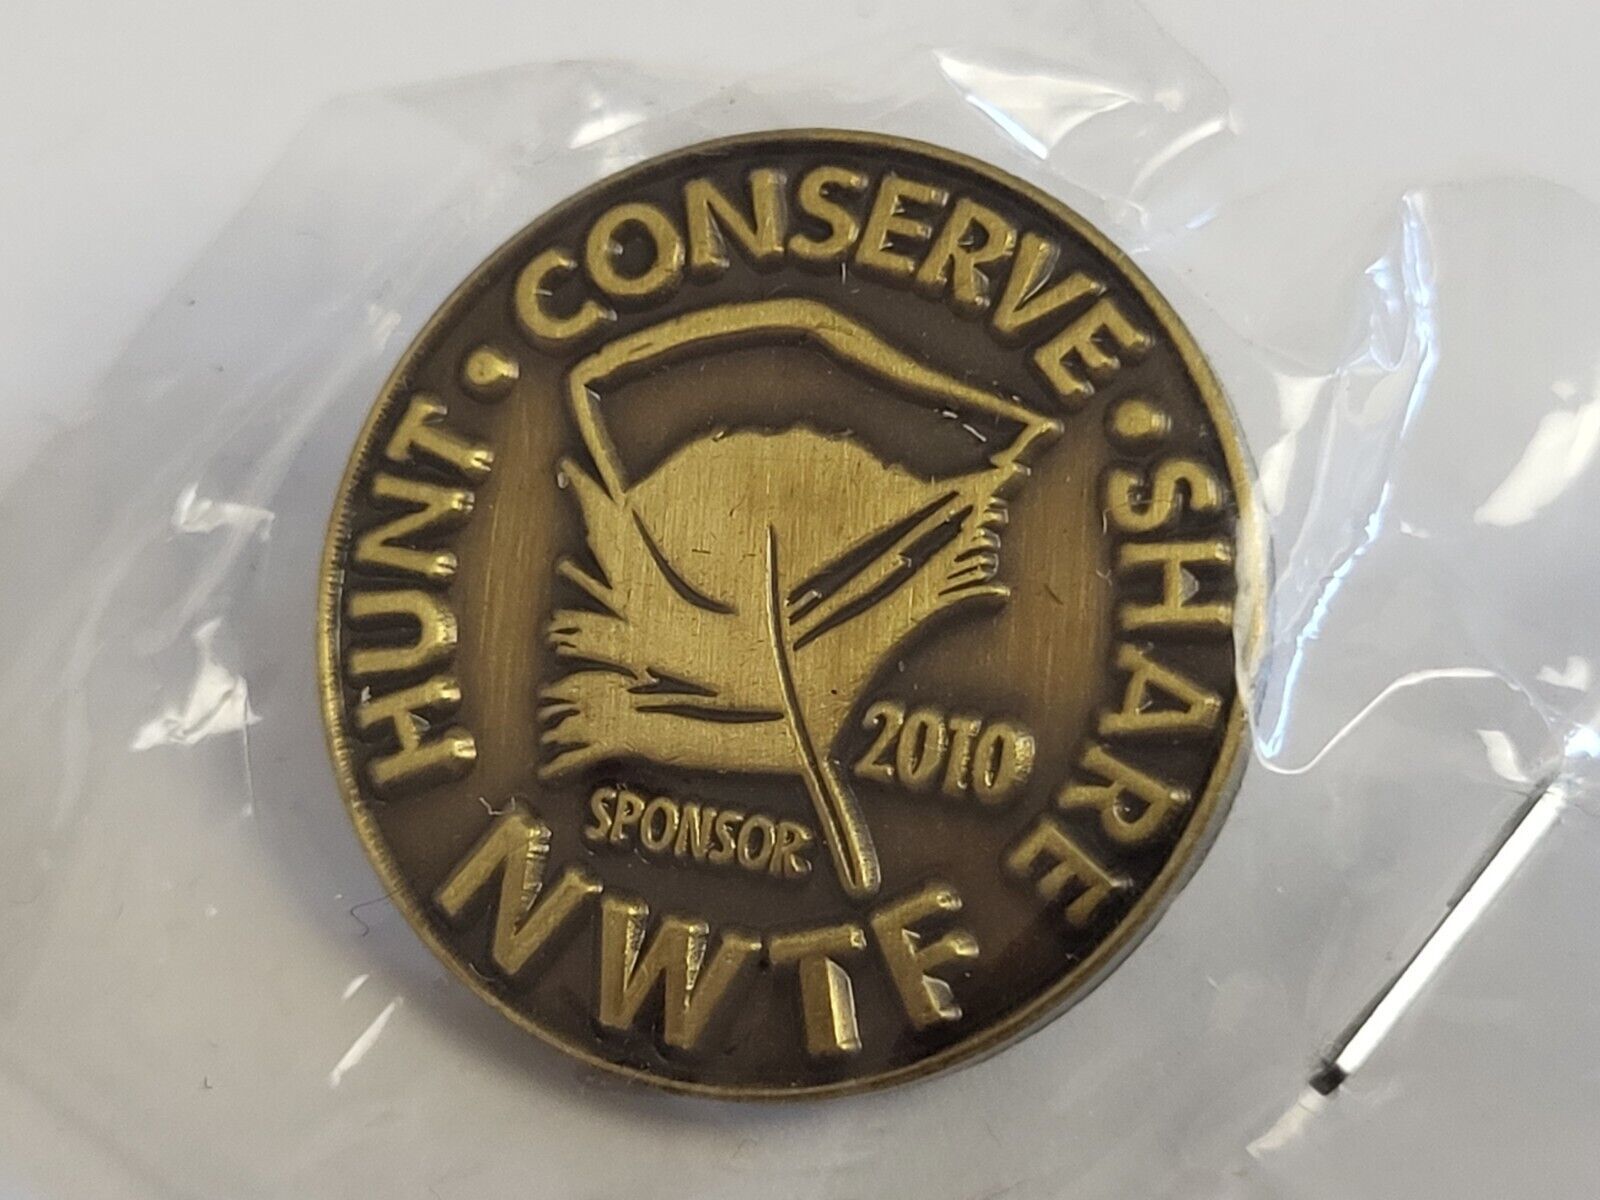 HUNT • CONSERVE • SHARE
2010
SPONSOR
NWTF